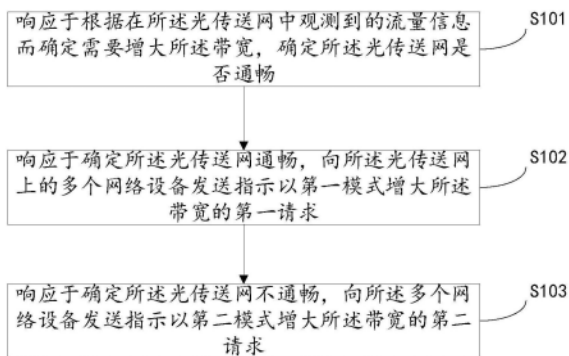 响应于根据在所述光传送网中观测到的流量信息
S101
而确定需要增大所述带宽，确定所述光传送网是
否通畅
响应于确定所述光传送网通畅，向所述光传送网
S102
上的多个网络设备发送指示以第一模式增大所述
带宽的第一请求
响应于确定所述光传送网不通畅，向所述多个网
S103
络设备发送指示以第二模式增大所述带宽的第二
请求